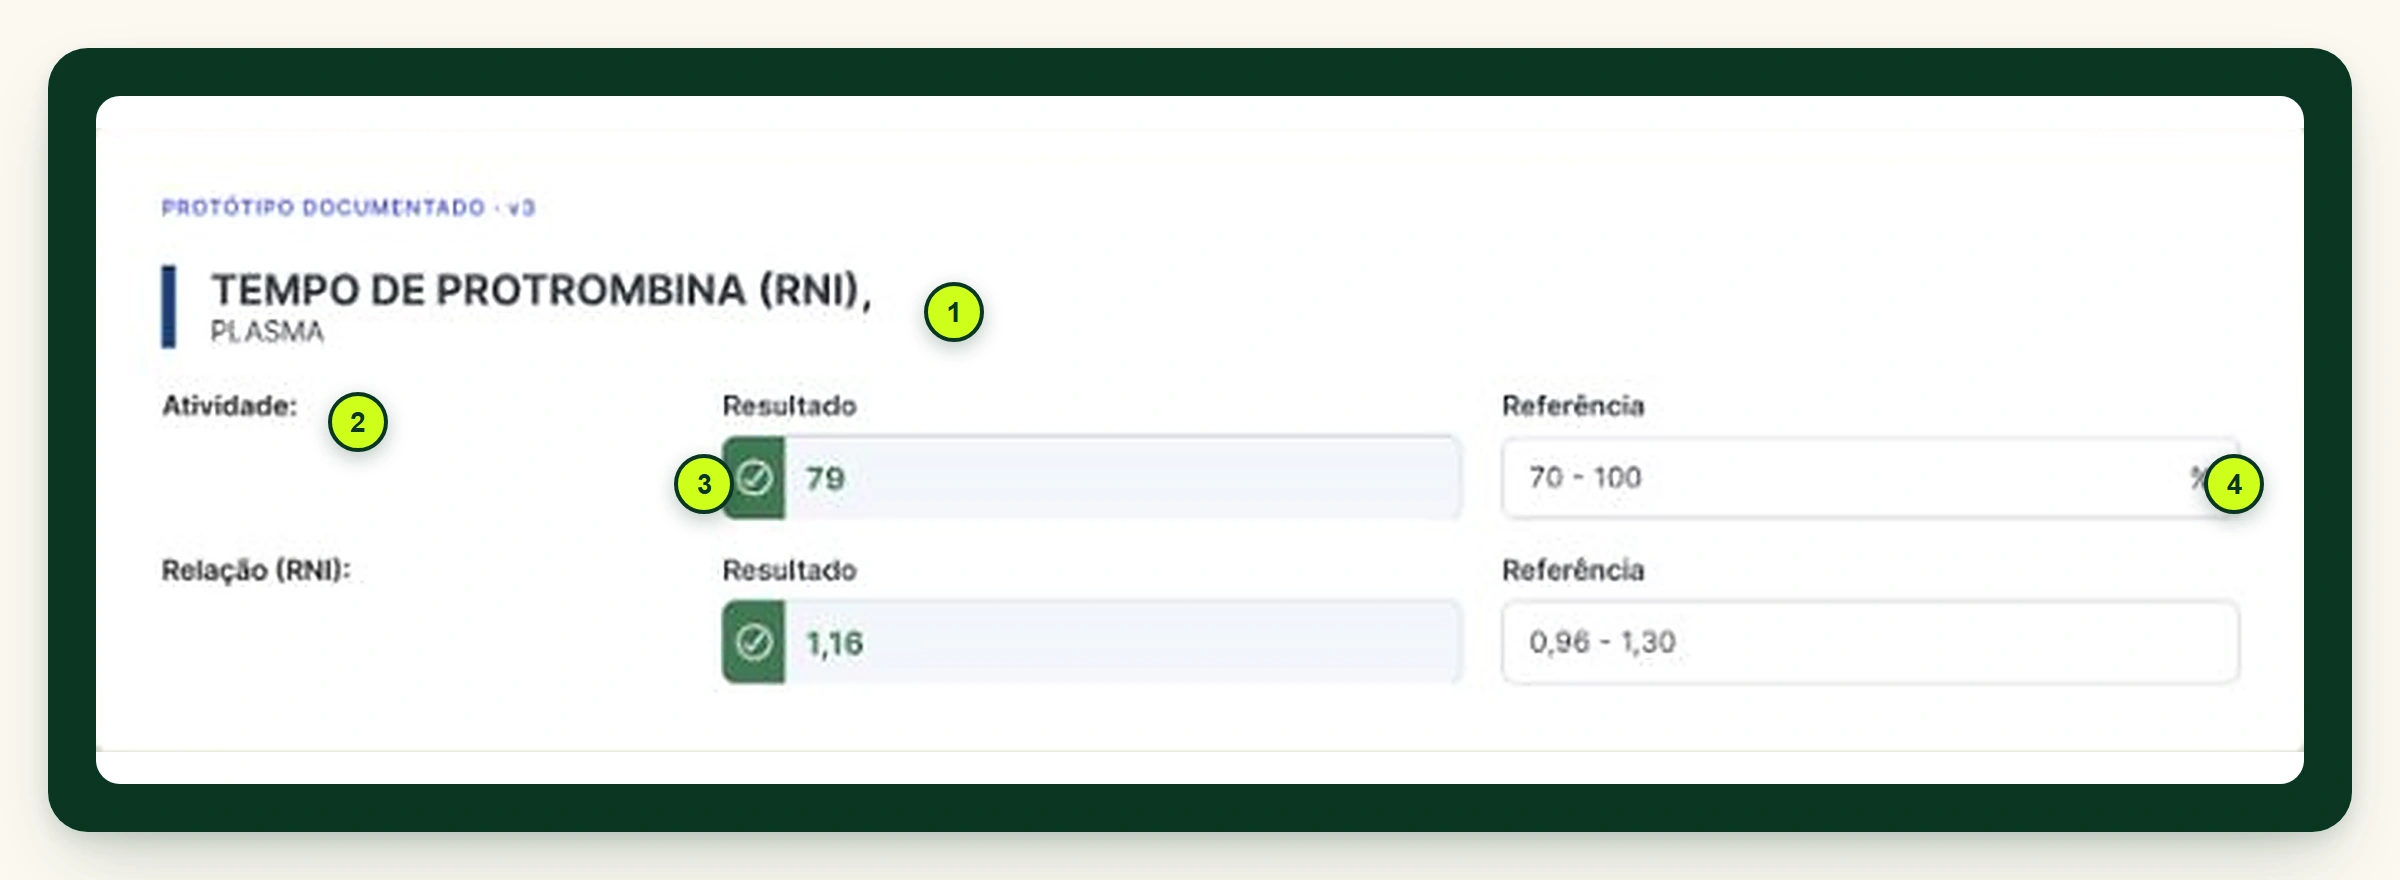 PROTÓTIPO DOCUMENTADO · v3
TEMPO DE PROTROMBINA (RNI),
1
PLASMA
Atividade:
2
Resultado
Referência
3
79
70 - 100
%
4
Relação (RNI):
Resultado
Referência
1,16
0,96 - 1,30